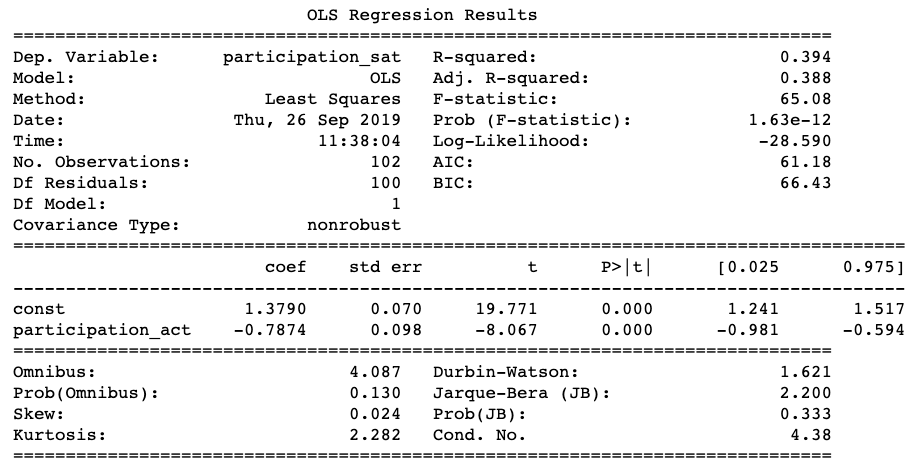 OLS Regression Results
==============================================================================
Dep. Variable: participation_sat R-squared: 0.394
Model: OLS Adj. R-squared: 0.388
Method: Least Squares F-statistic: 65.08
Date: Thu, 26 Sep 2019 Prob (F-statistic): 1.63e-12
Time: 11:38:04 Log-Likelihood: -28.590
No. Observations: 102 AIC: 61.18
Df Residuals: 100 BIC: 66.43
Df Model: 1
Covariance Type: nonrobust
=====================================================================================
coef std err t P>|t| [0.025 0.975]
-------------------------------------------------------------------------------------
const 1.3790 0.070 19.771 0.000 1.241 1.517
participation_act -0.7874 0.098 -8.067 0.000 -0.981 -0.594
==============================================================================
Omnibus: 4.087 Durbin-Watson: 1.621
Prob(Omnibus): 0.130 Jarque-Bera (JB): 2.200
Skew: 0.024 Prob(JB): 0.333
Kurtosis: 2.282 Cond. No. 4.38
==============================================================================